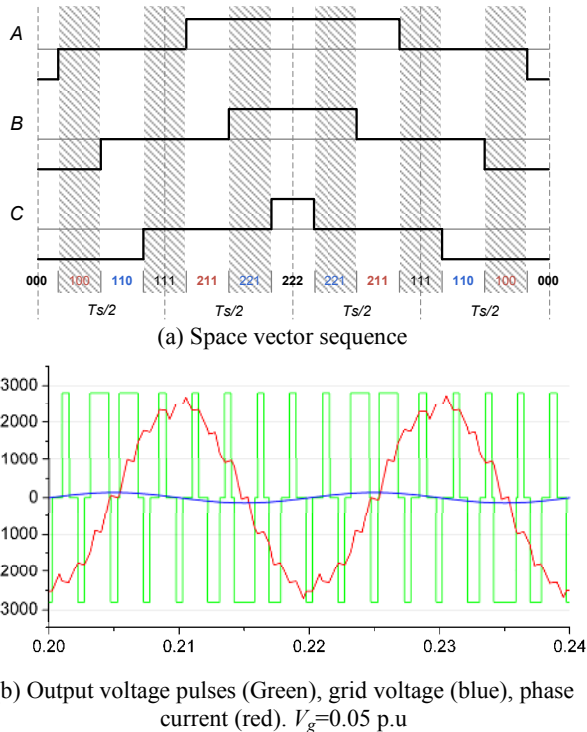 A
B
C
000 100 110 111 211 221 222 221 211 111 110 100 000
Ts/2 Ts/2 Ts/2 Ts/2
(a) Space vector sequence
3000
2000
1000
0
1000
2000
3000
0.20 0.21 0.22 0.23 0.24
b) Output voltage pulses (Green), grid voltage (blue), phase
current (red). Vg=0.05 p.u